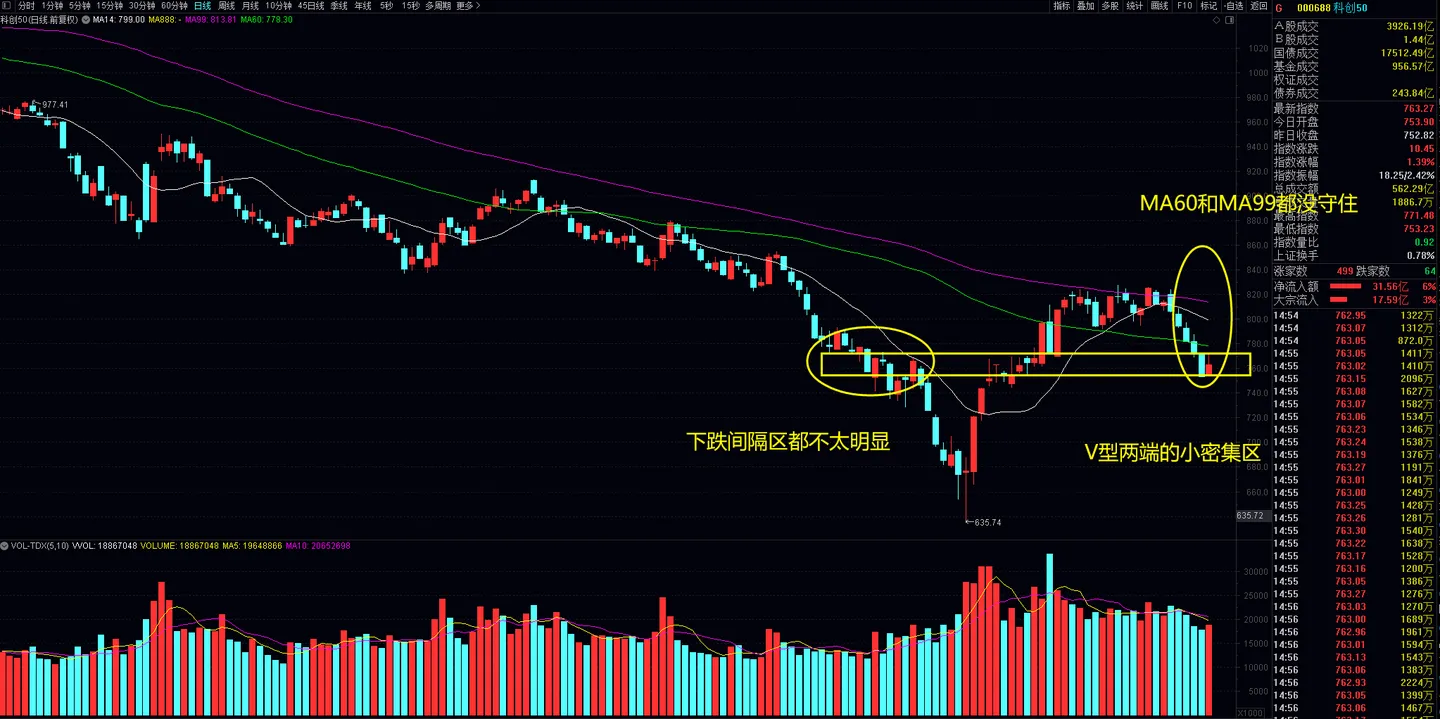 分时 1分钟 5分钟 15分钟 30分钟 60分钟 日线 周线 月线 10分钟 45日线 季线 年线 5秒 15秒 多周期 更多>
指标 叠加 多股 统计 画线 F10 标记 -自选 返回
科创50(日线 前复权) MA14: 799.00 MA888: - MA99: 813.81 MA60: 778.30
977.41
635.74
MA60和MA99都没守住
下跌间隔区都不太明显
V型两端的小密集区
1020
1000
980.0
960.0
940.0
920.0
900.0
880.0
860.0
840.0
820.0
800.0
780.0
760.0
740.0
720.0
700.0
680.0
660.0
635.72
VOL-TDX(5,10) VVOL: 18867048 VOLUME: 18867048 MA5: 19648866 MA10: 20652698
30000
25000
20000
15000
10000
5000
X1000
G 000688 科创50
A股成交 3926.19亿
B股成交 1.44亿
国债成交 17512.49亿
基金成交 956.57亿
权证成交
债券成交 243.84亿
最新指数 763.27
今日开盘 753.90
昨日收盘 752.82
指数涨跌 10.45
指数涨幅 1.39%
指数振幅 18.25/2.42%
总成交额 562.29亿
1886.7万
最高指数 771.48
最低指数 753.23
指数量比 0.92
上证换手 0.78%
涨家数 499 跌家数 64
净流入额 31.56亿 6%
大宗流入 17.59亿 3%
14:54 762.95 1322万
14:54 763.07 1312万
14:54 763.05 872.0万
14:55 763.05 1411万
14:55 763.02 1410万
14:55 763.15 2096万
14:55 763.08 1627万
14:55 763.07 1582万
14:55 763.06 1534万
14:55 763.23 1346万
14:55 763.24 1538万
14:55 763.19 1376万
14:55 763.27 1191万
14:55 763.01 1841万
14:55 763.00 1249万
14:55 763.25 1428万
14:55 763.26 1281万
14:55 763.30 1540万
14:55 763.22 1638万
14:55 763.17 1528万
14:55 763.16 1200万
14:55 763.05 1386万
14:55 763.27 1276万
14:56 763.03 1270万
14:56 763.00 1689万
14:56 762.96 1961万
14:56 763.01 1594万
14:56 763.13 1543万
14:56 763.06 1383万
14:56 762.93 2224万
14:56 763.05 1399万
14:56 763.06 1467万